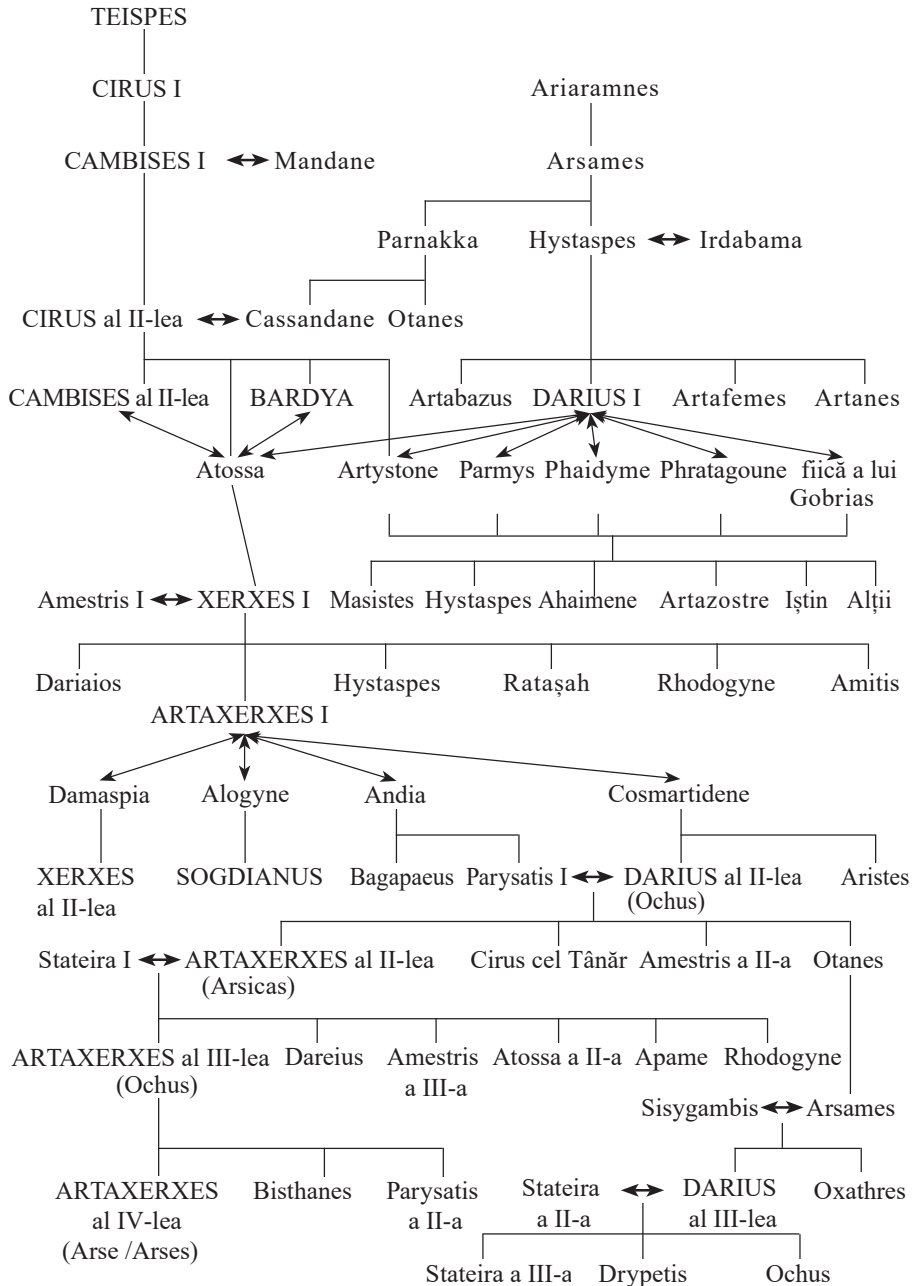 TEISPES
CIRUS I
Ariaramnes
CAMBISES I
Mandane
Arsames
Parnakka
Hystaspes
Irdabama
CIRUS al II-lea
Cassandane
Otanes
CAMBISES al II-lea
BARDYA
Artabazus
DARIUS I
Artafemes
Artanes
Atossa
Artystone
Parmys
Phaidyme
Phratagoune
fiică a lui
Gobrias
Amestris I
XERXES I
Masistes
Hystaspes
Ahaimene
Artazostre
Iștin
Alții
Dariaios
Hystaspes
Ratașah
Rhodogyne
Amitis
ARTAXERXES I
Damaspia
Alogyne
Andia
Cosmartidene
XERXES
al II-lea
SOGDIANUS
Bagapaeus
Parysatis I
DARIUS al II-lea
(Ochus)
Aristes
Stateira I
ARTAXERXES al II-lea
(Arsicas)
Cirus cel Tânăr
Amestris a II-a
Otanes
ARTAXERXES al III-lea
(Ochus)
Dareius
Amestris
a III-a
Atossa a II-a
Apame
Rhodogyne
Sisygambis
Arsames
ARTAXERXES
al IV-lea
(Arse /Arses)
Bisthanes
Parysatis
a II-a
Stateira
a II-a
DARIUS
al III-lea
Oxathres
Stateira a III-a
Drypetis
Ochus